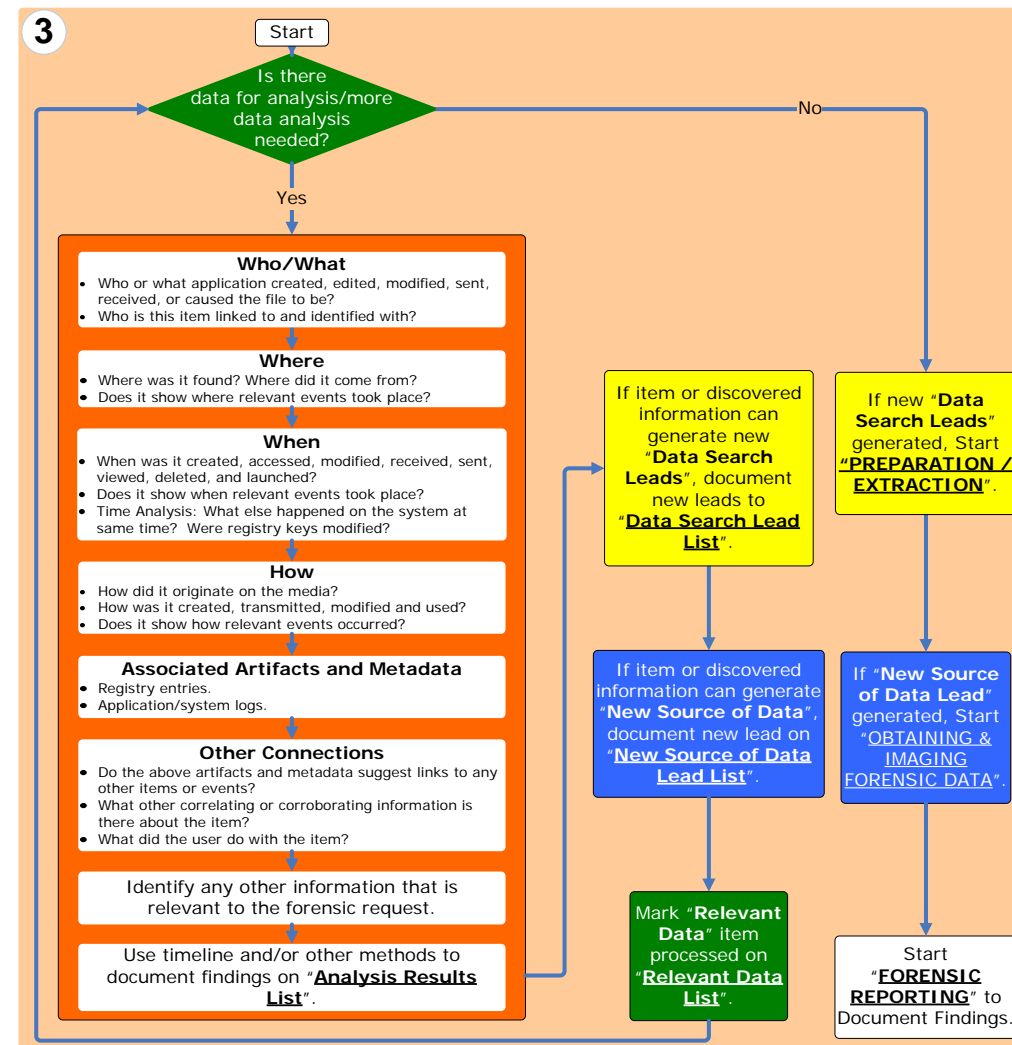 3
Start
Is there
data for analysis/more
data analysis
needed?
No
Yes
Who/What
• Who or what application created, edited, modified, sent,
received, or caused the file to be?
• Who is this item linked to and identified with?
Where
• Where was it found? Where did it come from?
• Does it show where relevant events took place?
When
• When was it created, accessed, modified, received, sent,
viewed, deleted, and launched?
• Does it show when relevant events took place?
• Time Analysis: What else happened on the system at
same time? Were registry keys modified?
How
• How did it originate on the media?
• How was it created, transmitted, modified and used?
• Does it show how relevant events occurred?
Associated Artifacts and Metadata
• Registry entries.
• Application/system logs.
Other Connections
• Do the above artifacts and metadata suggest links to any
other items or events?
• What other correlating or corroborating information is
there about the item?
• What did the user do with the item?
Identify any other information that is
relevant to the forensic request.
Use timeline and/or other methods to
document findings on “Analysis Results
List”.
If item or discovered
information can
generate new
“Data Search
Leads”, document
new leads to
“Data Search Lead
List”.
If item or discovered
information can generate
“New Source of Data”,
document new lead on
“New Source of Data
Lead List”.
Mark “Relevant
Data” item
processed on
“Relevant Data
List”.
If new “Data
Search Leads”
generated, Start
“PREPARATION /
EXTRACTION”.
If “New Source
of Data Lead”
generated, Start
“OBTAINING &
IMAGING
FORENSIC DATA”.
Start
“FORENSIC
REPORTING” to
Document Findings.